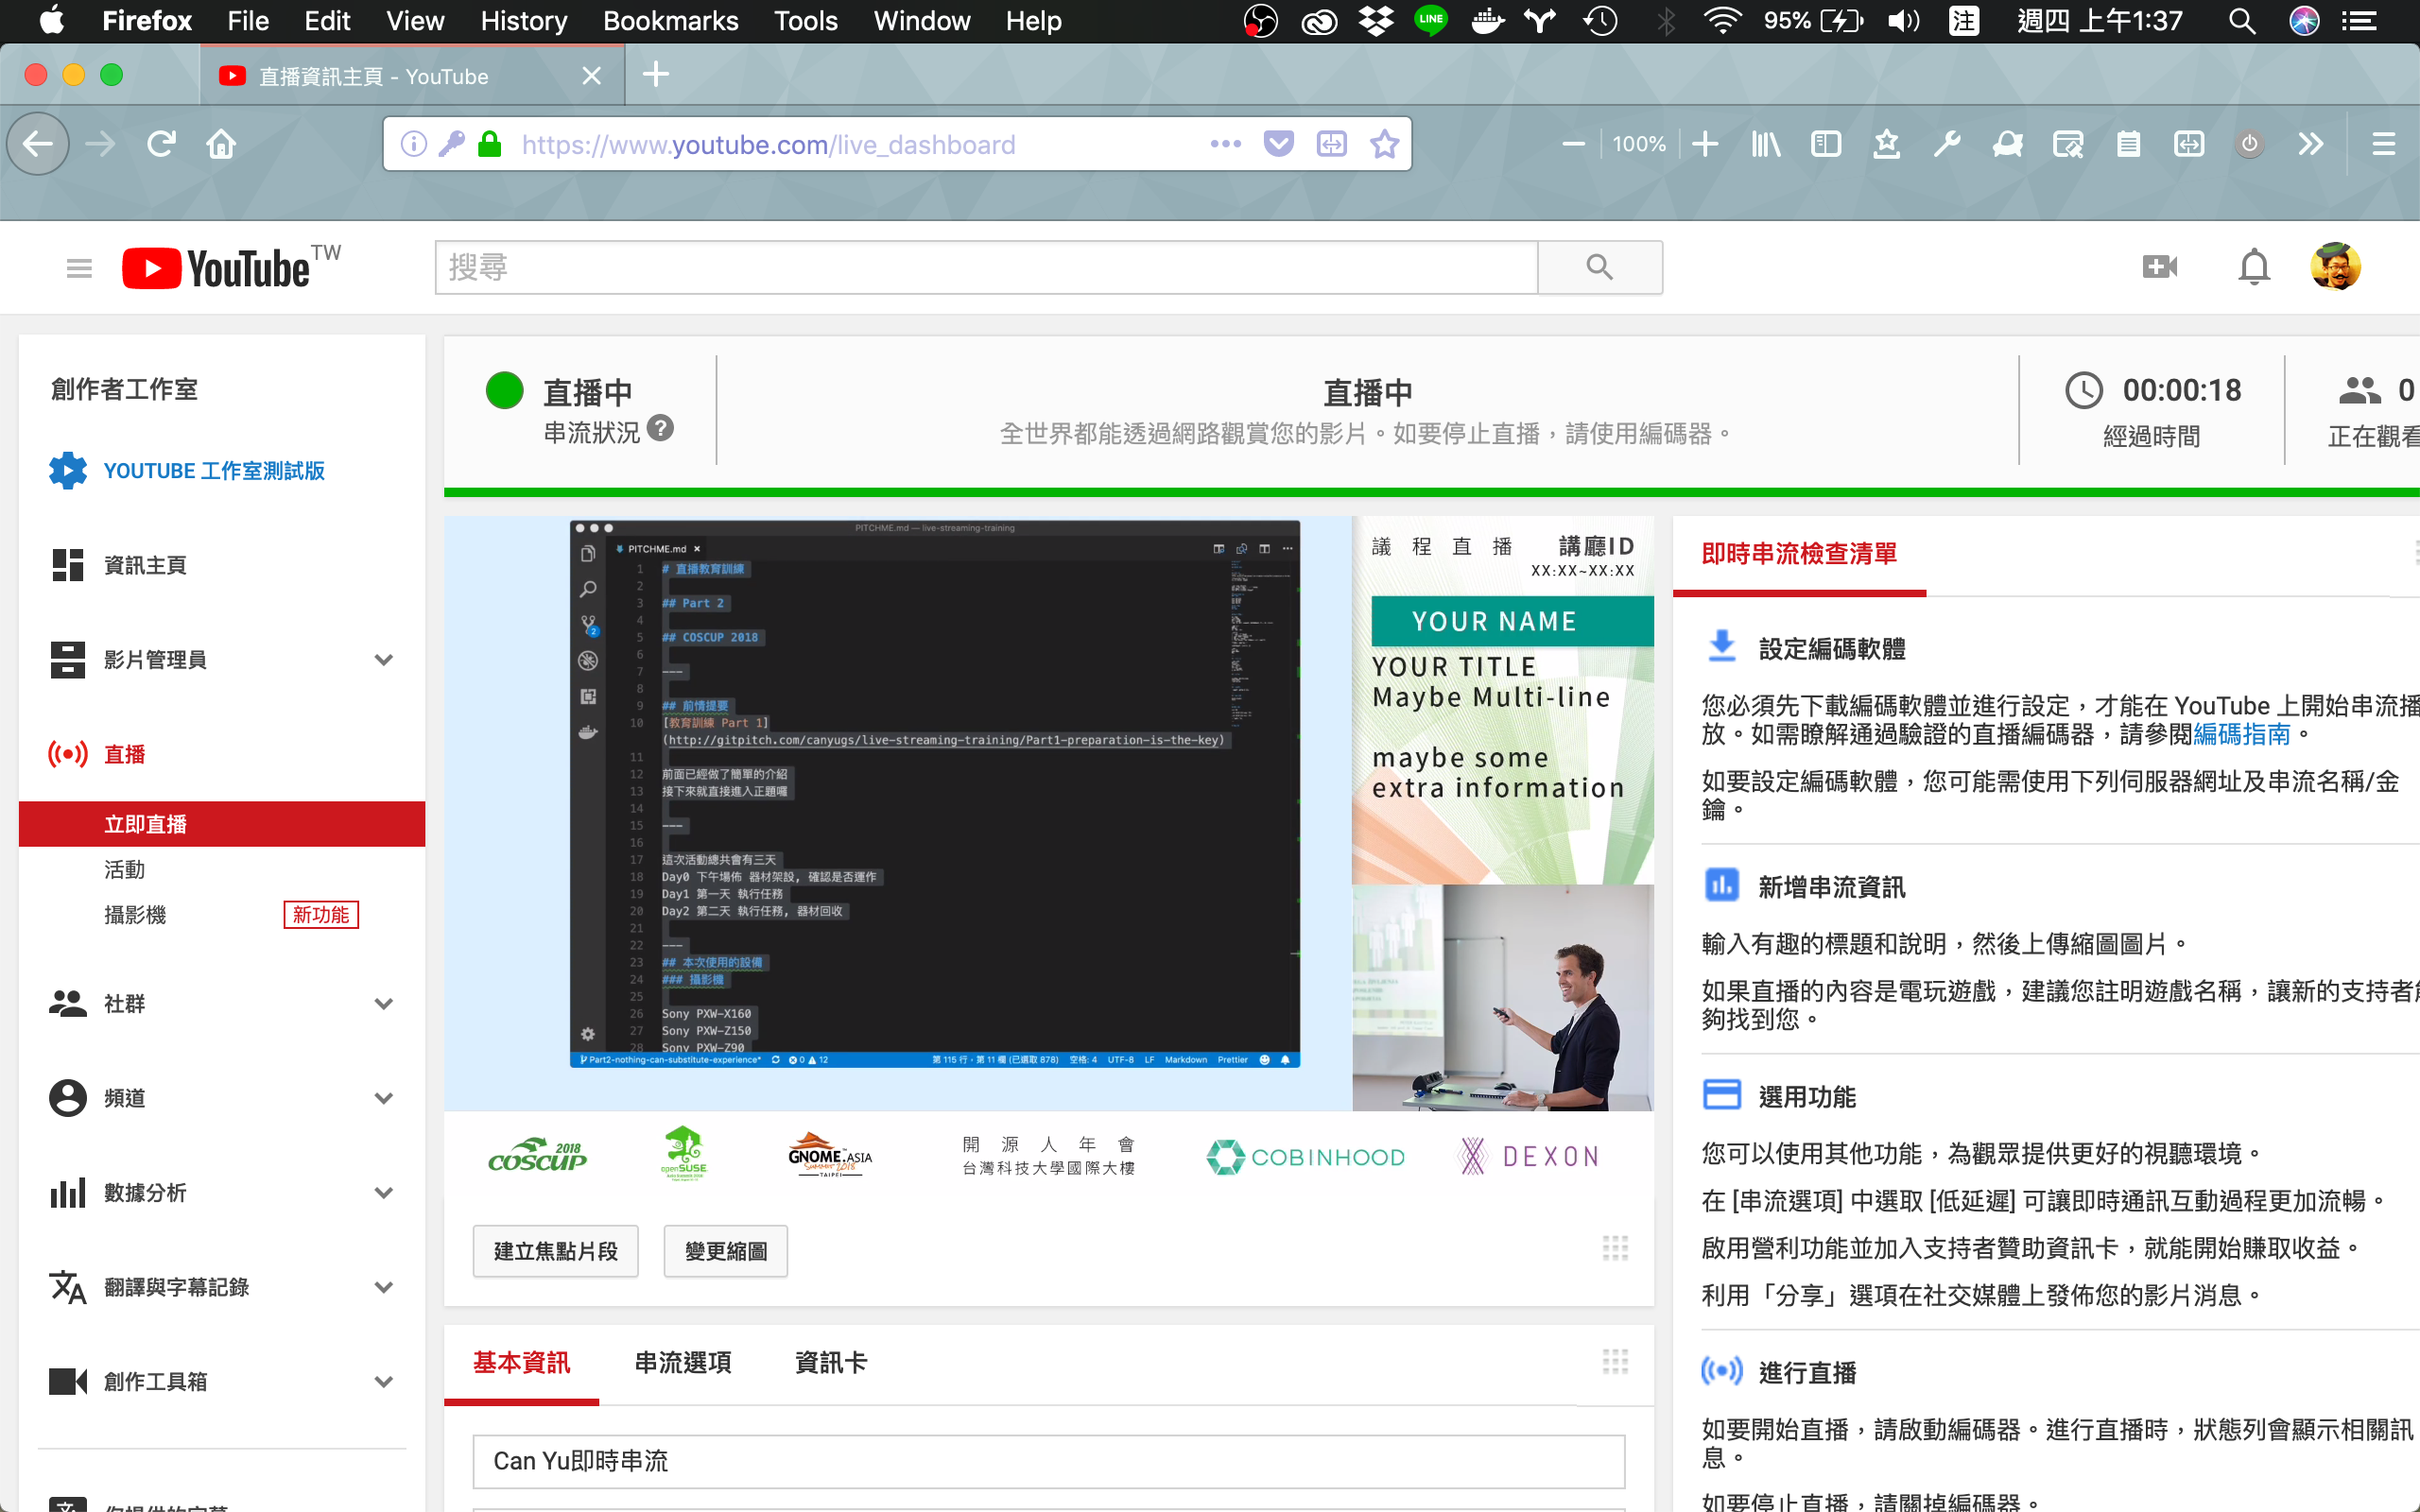 Firefox File Edit View History Bookmarks Tools Window Help
LINE 95% 注 週四 上午1:37
直播資訊主頁 - YouTube
https://www.youtube.com/live_dashboard
100%
YouTube TW
搜尋
創作者工作室
YOUTUBE 工作室測試版
資訊主頁
影片管理員
直播
立即直播
活動
攝影機 新功能
社群
頻道
數據分析
翻譯與字幕記錄
創作工具箱
直播中
串流狀況
直播中
全世界都能透過網路觀賞您的影片。如要停止直播，請使用編碼器。
00:00:18
經過時間
0
正在觀看
PITCHME.md — live-streaming-training
PITCHME.md
1 # 直播教育訓練
2
3 ## Part 2
4
5 ## COSCUP 2018
6
7 ---
8
9 ## 前情提要
10 [教育訓練 Part 1]
(http://gitpitch.com/canyugs/live-streaming-training/Part1-preparation-is-the-key)
11
12 前面已經做了簡單的介紹
13 接下來就直接進入正題囉
14
15 ---
16
17 這次活動總共會有三天
18 Day0 下午場佈 器材架設, 確認是否運作
19 Day1 第一天 執行任務
20 Day2 第二天 執行任務, 器材回收
21
22 ---
23 ## 本次使用的設備
24 ### 攝影機
25
26 Sony PXW-X160
27 Sony PXW-Z150
28 Sony PXW-Z90
Part2-nothing-can-substitute-experience* 0 12 第 115 行，第 11 欄 (已選取 878) 空格: 4 UTF-8 LF Markdown Prettier
議程直播 講廳ID
XX:XX~XX:XX
YOUR NAME
YOUR TITLE
Maybe Multi-line
maybe some
extra information
COSCUP 2018
openSUSE
GNOME.ASIA
Summit 2018
TAIPEI
開源人年會
台灣科技大學國際大樓
COBINHOOD
DEXON
建立焦點片段 變更縮圖
基本資訊 串流選項 資訊卡
Can Yu即時串流
即時串流檢查清單
設定編碼軟體
您必須先下載編碼軟體並進行設定，才能在 YouTube 上開始串流播
放。如需瞭解通過驗證的直播編碼器，請參閱編碼指南。
如要設定編碼軟體，您可能需使用下列伺服器網址及串流名稱/金
鑰。
新增串流資訊
輸入有趣的標題和說明，然後上傳縮圖圖片。
如果直播的內容是電玩遊戲，建議您註明遊戲名稱，讓新的支持者能
夠找到您。
選用功能
您可以使用其他功能，為觀眾提供更好的視聽環境。
在 [串流選項] 中選取 [低延遲] 可讓即時通訊互動過程更加流暢。
啟用營利功能並加入支持者贊助資訊卡，就能開始賺取收益。
利用「分享」選項在社交媒體上發佈您的影片消息。
進行直播
如要開始直播，請啟動編碼器。進行直播時，狀態列會顯示相關訊
息。
如要停止直播，請關掉編碼器。